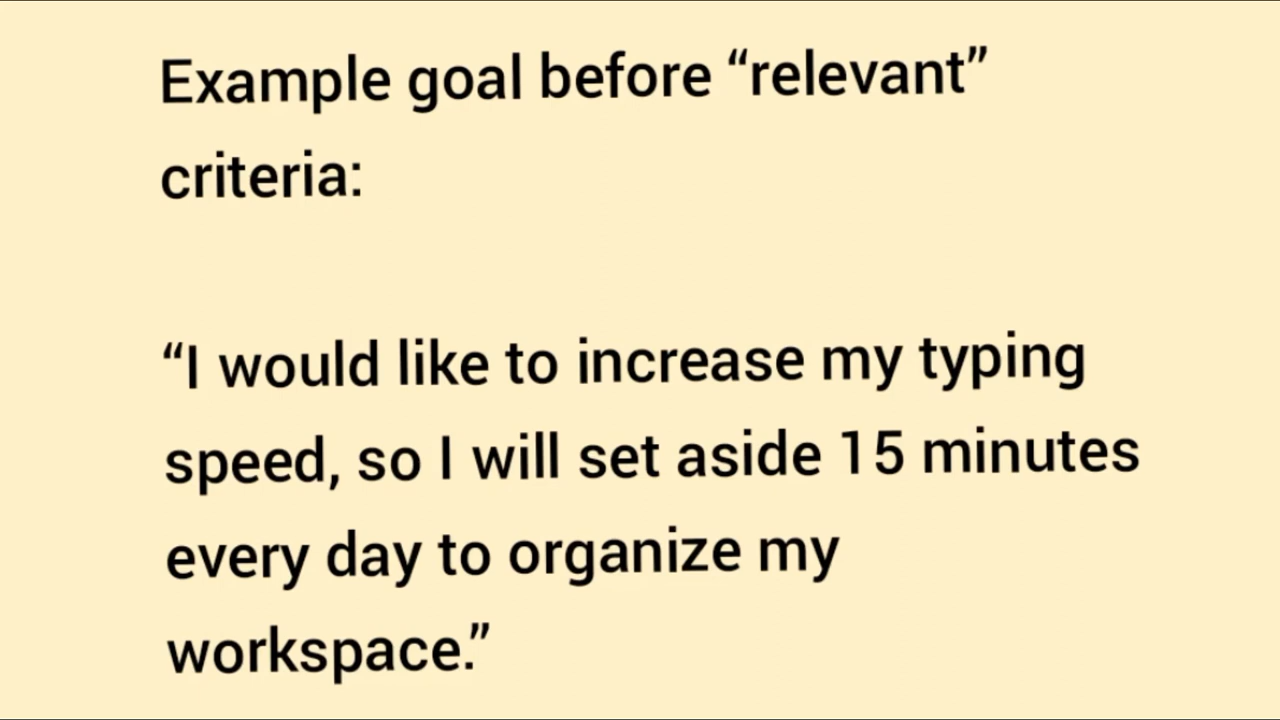 Example goal before “relevant”
criteria:
“I would like to increase my typing
speed, so I will set aside 15 minutes
every day to organize my
workspace.”